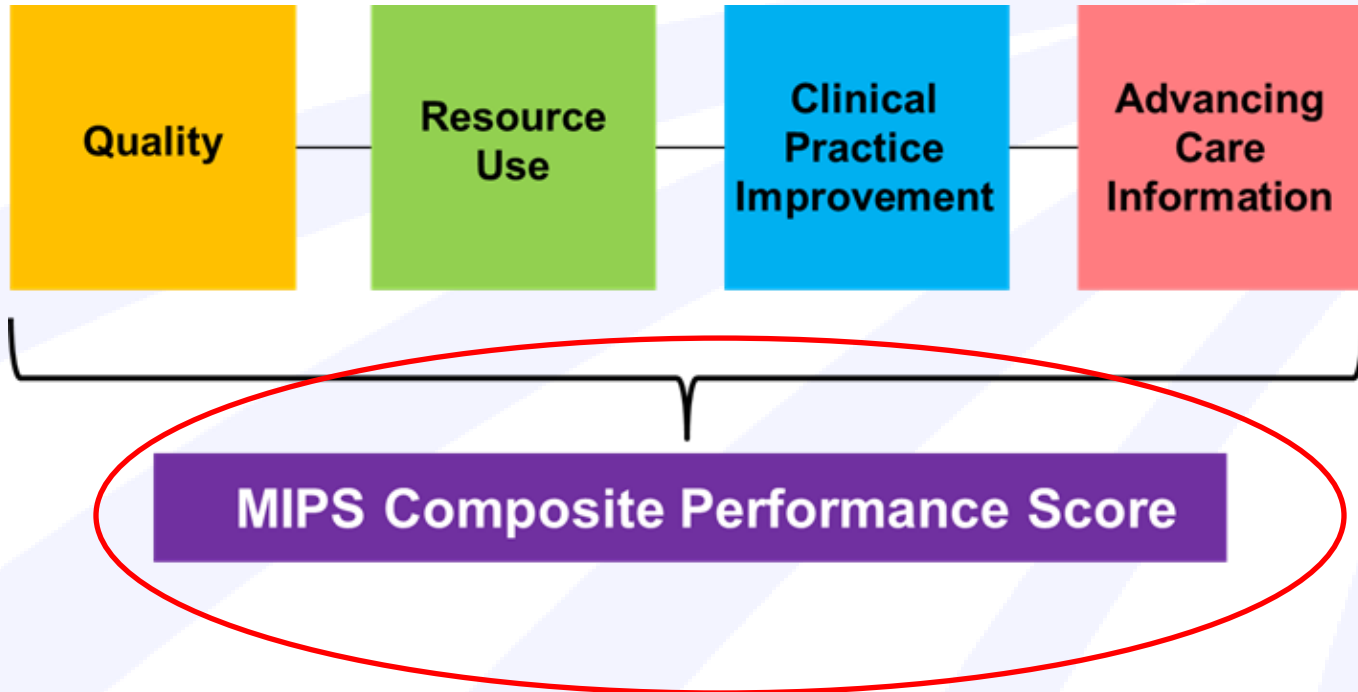 Quality
Resource
Use
Clinical
Practice
Improvement
Advancing
Care
Information
MIPS Composite Performance Score